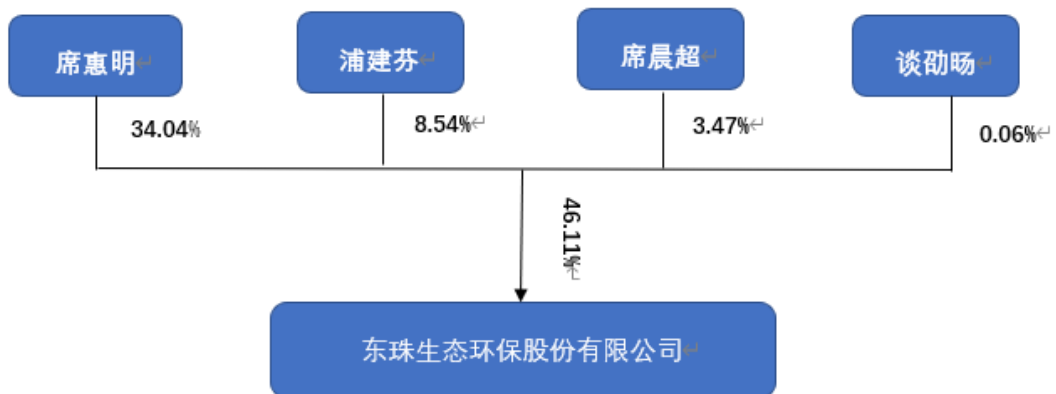 席惠明
浦建芬
席晨超
谈劭旸
34.04%
8.54%
3.47%
0.06%
46.11%
东珠生态环保股份有限公司